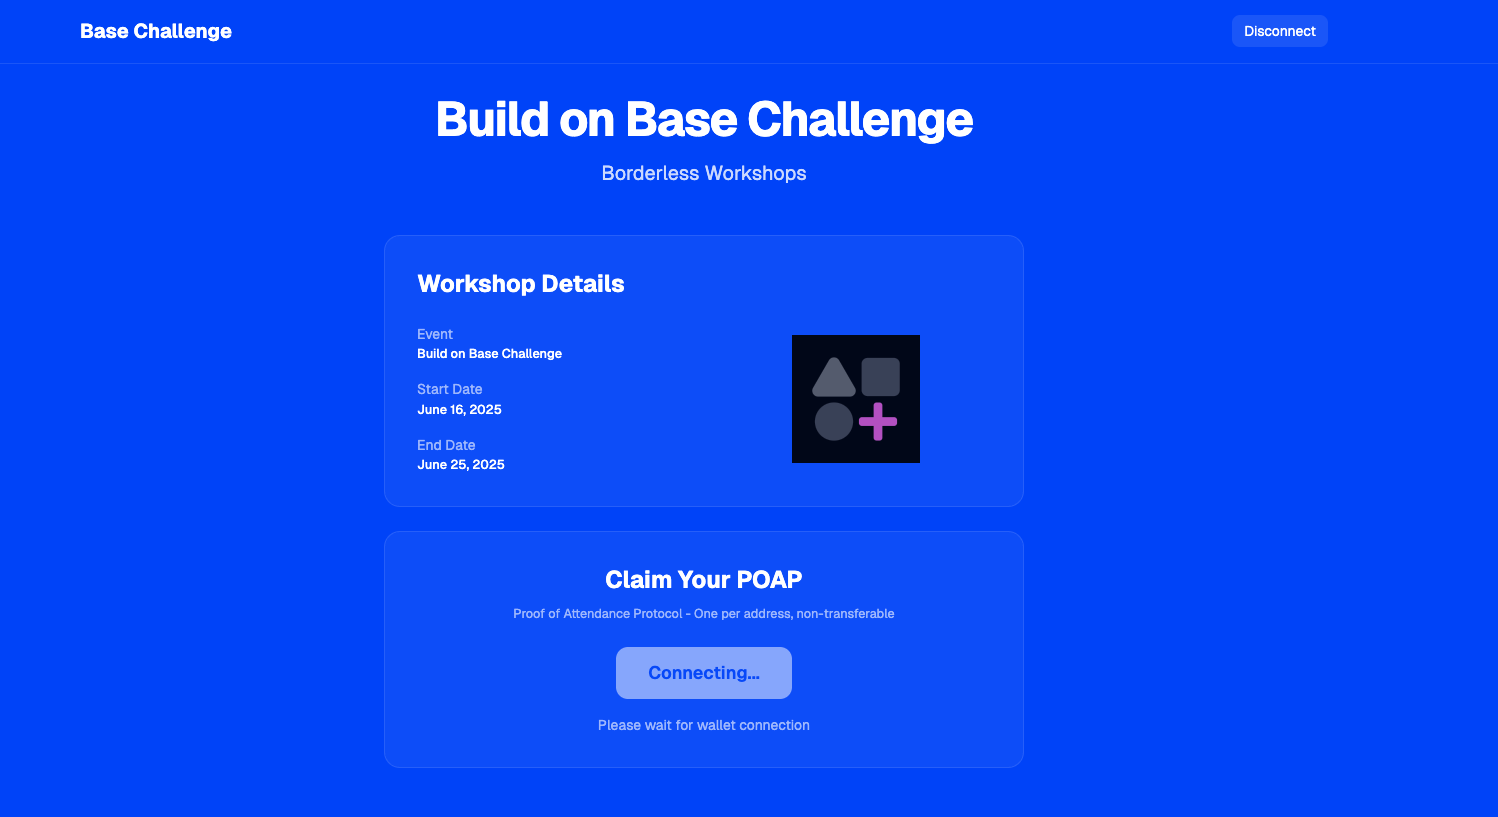 Base Challenge
Disconnect
Build on Base Challenge
Borderless Workshops
Workshop Details
Event
Build on Base Challenge
Start Date
June 16, 2025
End Date
June 25, 2025
Claim Your POAP
Proof of Attendance Protocol - One per address, non-transferable
Connecting...
Please wait for wallet connection